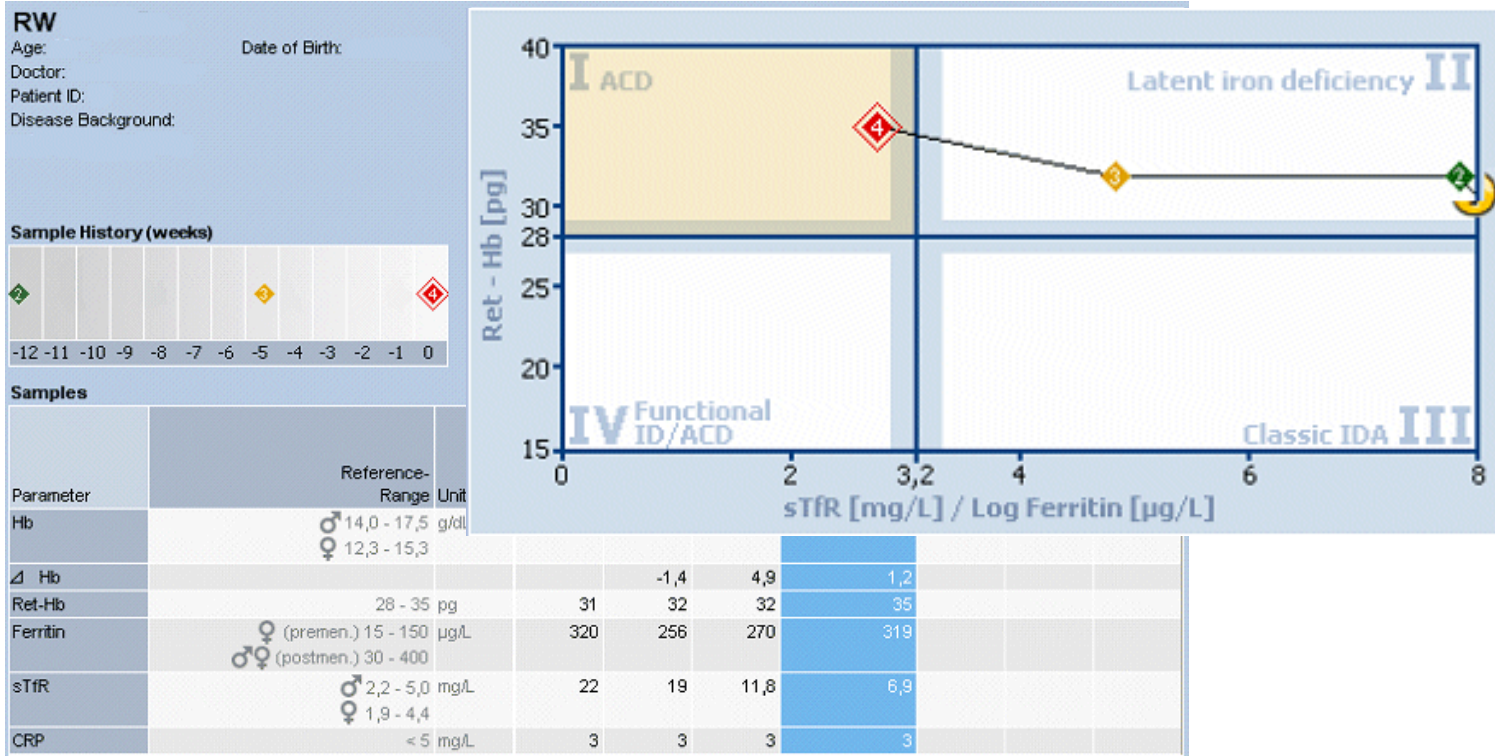 RW
Age: Date of Birth:
Doctor:
Patient ID:
Disease Background:
Sample History (weeks)
2 3 4
-12 -11 -10 -9 -8 -7 -6 -5 -4 -3 -2 -1 0
Samples
Parameter Reference-Range Unit
Hb ♂ 14,0 - 17,5 g/dL
♀ 12,3 - 15,3
⊿ Hb -1,4 4,9 1,2
Ret-Hb 28 - 35 pg 31 32 32 35
Ferritin ♀ (premen.) 15 - 150 µg/L 320 256 270 319
♂♀ (postmen.) 30 - 400
sTfR ♂ 2,2 - 5,0 mg/L 22 19 11,8 6,9
♀ 1,9 - 4,4
CRP < 5 mg/L 3 3 3 3
Ret - Hb [pg]
40
35
30
28
25
20
15
I ACD
Latent iron deficiency II
4 3 2
IV Functional
ID/ACD
Classic IDA III
0 2 3,2 4 6 8
sTfR [mg/L] / Log Ferritin [µg/L]